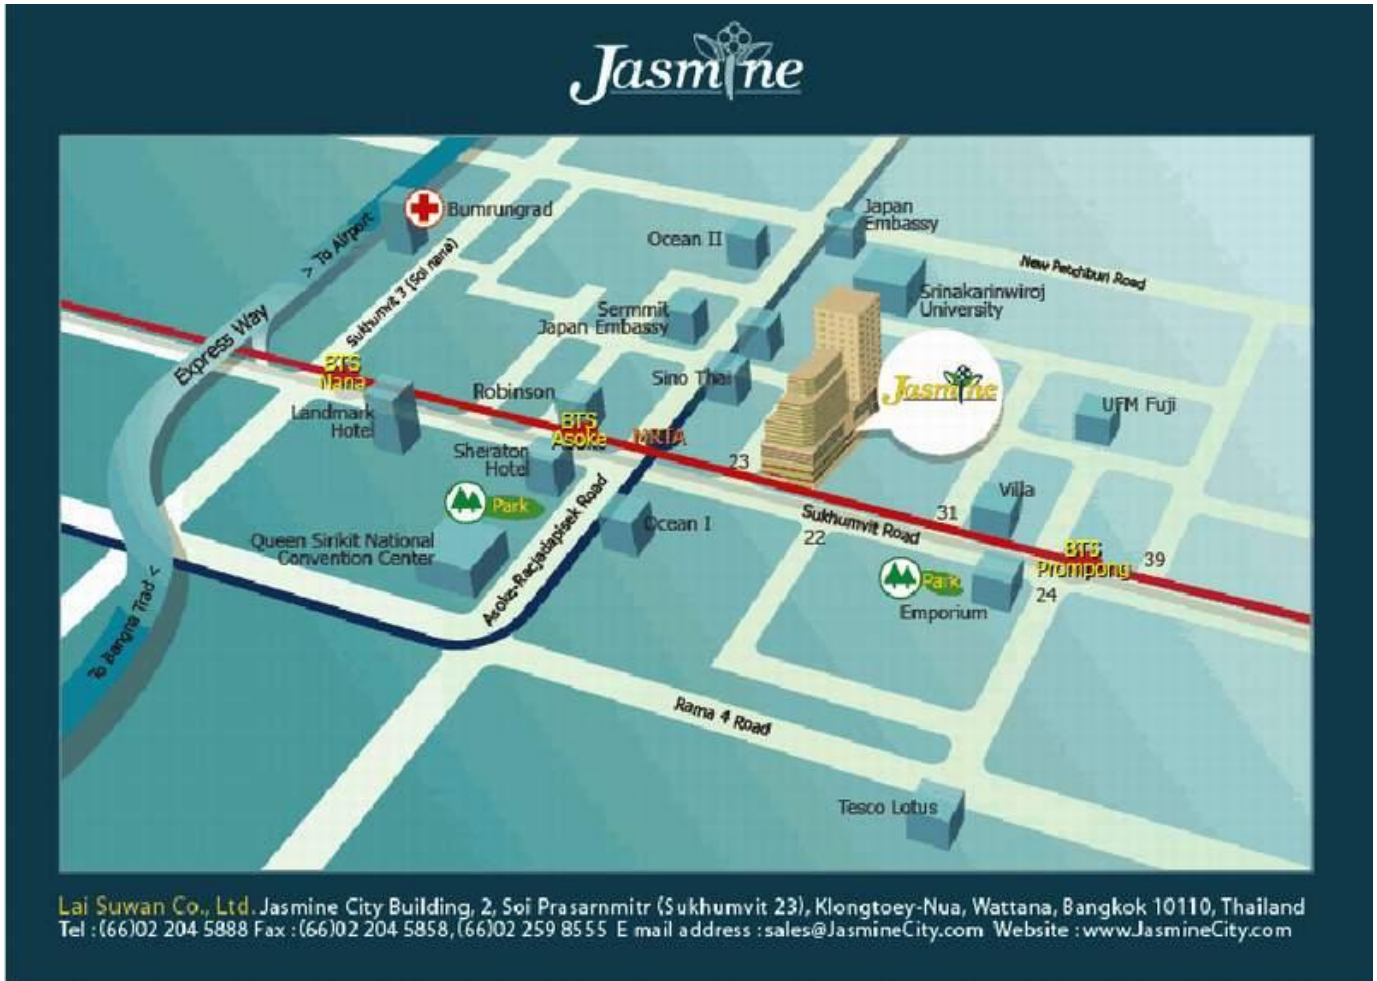 Jasmine
Bumrungrad
> To Airport
Sukhumvit 3 (Soi nana)
Express Way
Ocean II
Japan
Embassy
New Petchburi Road
Srinakarinwiroj
University
Sermmit
Japan Embassy
Sino Thai
Jasmine
UFM Fuji
BTS
Nana
Landmark
Hotel
Robinson
BTS
Asoke
MRTA
Sheraton
Hotel
23
Park
Queen Sirikit National
Convention Center
Asoke-Racjadapisek Road
Ocean I
Sukhumvit Road
22
31
Villa
BTS
Prompong
39
24
Park
Emporium
To Bangna Trad <
Rama 4 Road
Tesco Lotus
Lai Suwan Co., Ltd. Jasmine City Building, 2, Soi Prasarnmitr (Sukhumvit 23), Klongtoey-Nua, Wattana, Bangkok 10110, Thailand
Tel :(66)02 204 5888 Fax :(66)02 204 5858, (66)02 259 8555 E mail address :sales@JasmineCity.com Website :www.JasmineCity.com